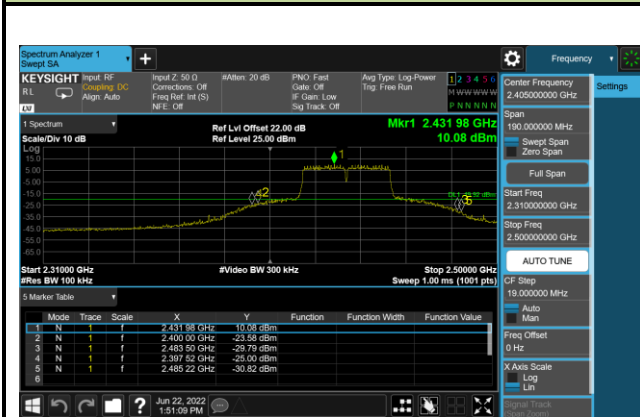 Spectrum Analyzer 1
Swept SA
Frequency
KEYSIGHT
R L
LXI
Input: RF
Coupling: DC
Align: Auto
Input Z: 50 Ω
Corrections: Off
Freq Ref: Int (S)
NFE: Off
#Atten: 20 dB
PNO: Fast
Gate: Off
IF Gain: Low
Sig Track: Off
Avg Type: Log-Power
Trig: Free Run
1 2 3 4 5 6
M W W W W W
P N N N N N
1 Spectrum
Scale/Div 10 dB
Ref Lvl Offset 22.00 dB
Ref Level 25.00 dBm
Mkr1 2.431 98 GHz
10.08 dBm
Log
15.0
5.00
-5.00
-15.0
-25.0
-35.0
-45.0
-55.0
-65.0
1
2
Start 2.31000 GHz
#Res BW 100 kHz
#Video BW 300 kHz
Stop 2.50000 GHz
Sweep 1.00 ms (1001 pts)
5 Marker Table
Mode Trace Scale X Y Function Function Width Function Value
1 N 1 f 2.431 98 GHz 10.08 dBm
2 N 1 f 2.400 00 GHz -23.58 dBm
3 N 1 f 2.483 50 GHz -29.79 dBm
4 N 1 f 2.397 52 GHz -25.00 dBm
5 N 1 f 2.485 22 GHz -30.82 dBm
6
Jun 22, 2022
1:51:09 PM
Center Frequency
2.405000000 GHz
Settings
Span
190.000000 MHz
Swept Span
Zero Span
Full Span
Start Freq
2.310000000 GHz
Stop Freq
2.500000000 GHz
AUTO TUNE
CF Step
19.000000 MHz
Auto
Man
Freq Offset
0 Hz
X Axis Scale
Log
Lin
Signal Track
(Span Zoom)